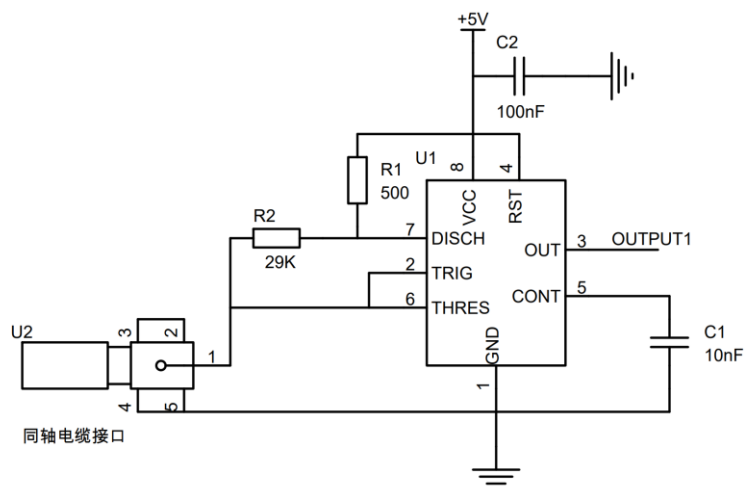 +5V
C2
100nF
R1
500
U1
8
4
VCC
RST
R2
29K
7
DISCH
2
TRIG
6
THRES
OUT
3
OUTPUT1
CONT
5
GND
1
C1
10nF
U2
3
2
1
4
5
同轴电缆接口